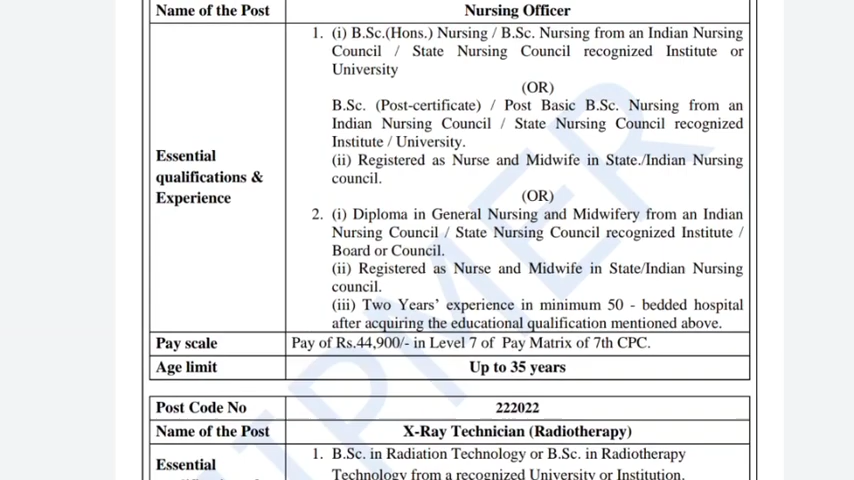 Name of the Post Nursing Officer
1. (i) B.Sc.(Hons.) Nursing / B.Sc. Nursing from an Indian Nursing
Council / State Nursing Council recognized Institute or
University
(OR)
B.Sc. (Post-certificate) / Post Basic B.Sc. Nursing from an
Indian Nursing Council / State Nursing Council recognized
Institute / University.
(ii) Registered as Nurse and Midwife in State./Indian Nursing
council.
Essential
qualifications &
Experience
(OR)
2. (i) Diploma in General Nursing and Midwifery from an Indian
Nursing Council / State Nursing Council recognized Institute /
Board or Council.
(ii) Registered as Nurse and Midwife in State/Indian Nursing
council.
(iii) Two Years’ experience in minimum 50 - bedded hospital
after acquiring the educational qualification mentioned above.
Pay scale Pay of Rs.44,900/- in Level 7 of Pay Matrix of 7th CPC.
Age limit Up to 35 years
Post Code No 222022
Name of the Post X-Ray Technician (Radiotherapy)
Essential
1. B.Sc. in Radiation Technology or B.Sc. in Radiotherapy
Technology from a recognized University or Institution.
JIPMER